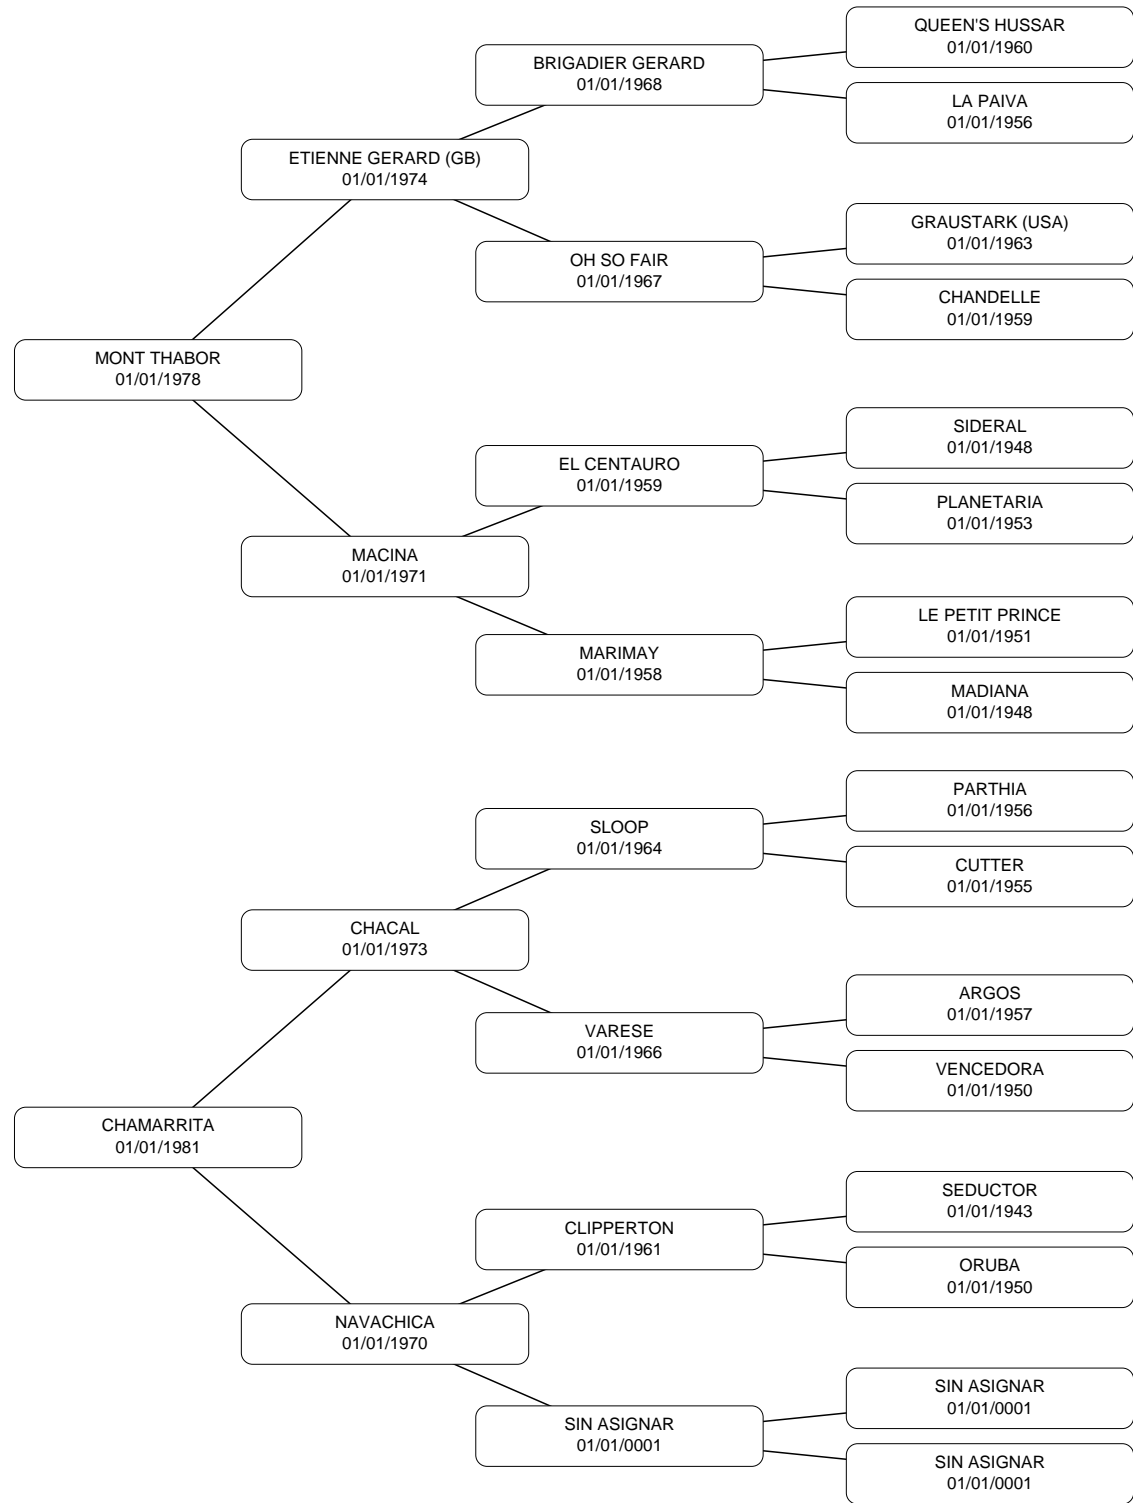 QUEEN'S HUSSAR
01/01/1960
BRIGADIER GERARD
01/01/1968
LA PAIVA
01/01/1956
ETIENNE GERARD (GB)
01/01/1974
GRAUSTARK (USA)
01/01/1963
OH SO FAIR
01/01/1967
CHANDELLE
01/01/1959
MONT THABOR
01/01/1978
SIDERAL
01/01/1948
EL CENTAURO
01/01/1959
PLANETARIA
01/01/1953
MACINA
01/01/1971
LE PETIT PRINCE
01/01/1951
MARIMAY
01/01/1958
MADIANA
01/01/1948
PARTHIA
01/01/1956
SLOOP
01/01/1964
CUTTER
01/01/1955
CHACAL
01/01/1973
ARGOS
01/01/1957
VARESE
01/01/1966
VENCEDORA
01/01/1950
CHAMARRITA
01/01/1981
SEDUCTOR
01/01/1943
CLIPPERTON
01/01/1961
ORUBA
01/01/1950
NAVACHICA
01/01/1970
SIN ASIGNAR
01/01/0001
SIN ASIGNAR
01/01/0001
SIN ASIGNAR
01/01/0001